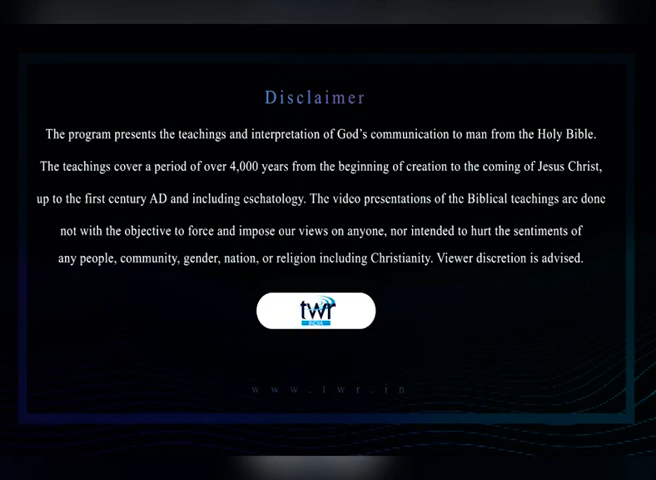 Disclaimer
The program presents the teachings and interpretation of God's communication to man from the Holy Bible.
The teachings cover a period of over 4,000 years from the beginning of creation to the coming of Jesus Christ,
up to the first century AD and including eschatology. The video presentations of the Biblical teachings are done
not with the objective to force and impose our views on anyone, nor intended to hurt the sentiments of
any people, community, gender, nation, or religion including Christianity. Viewer discretion is advised.
twr
INDIA
www.twr.in